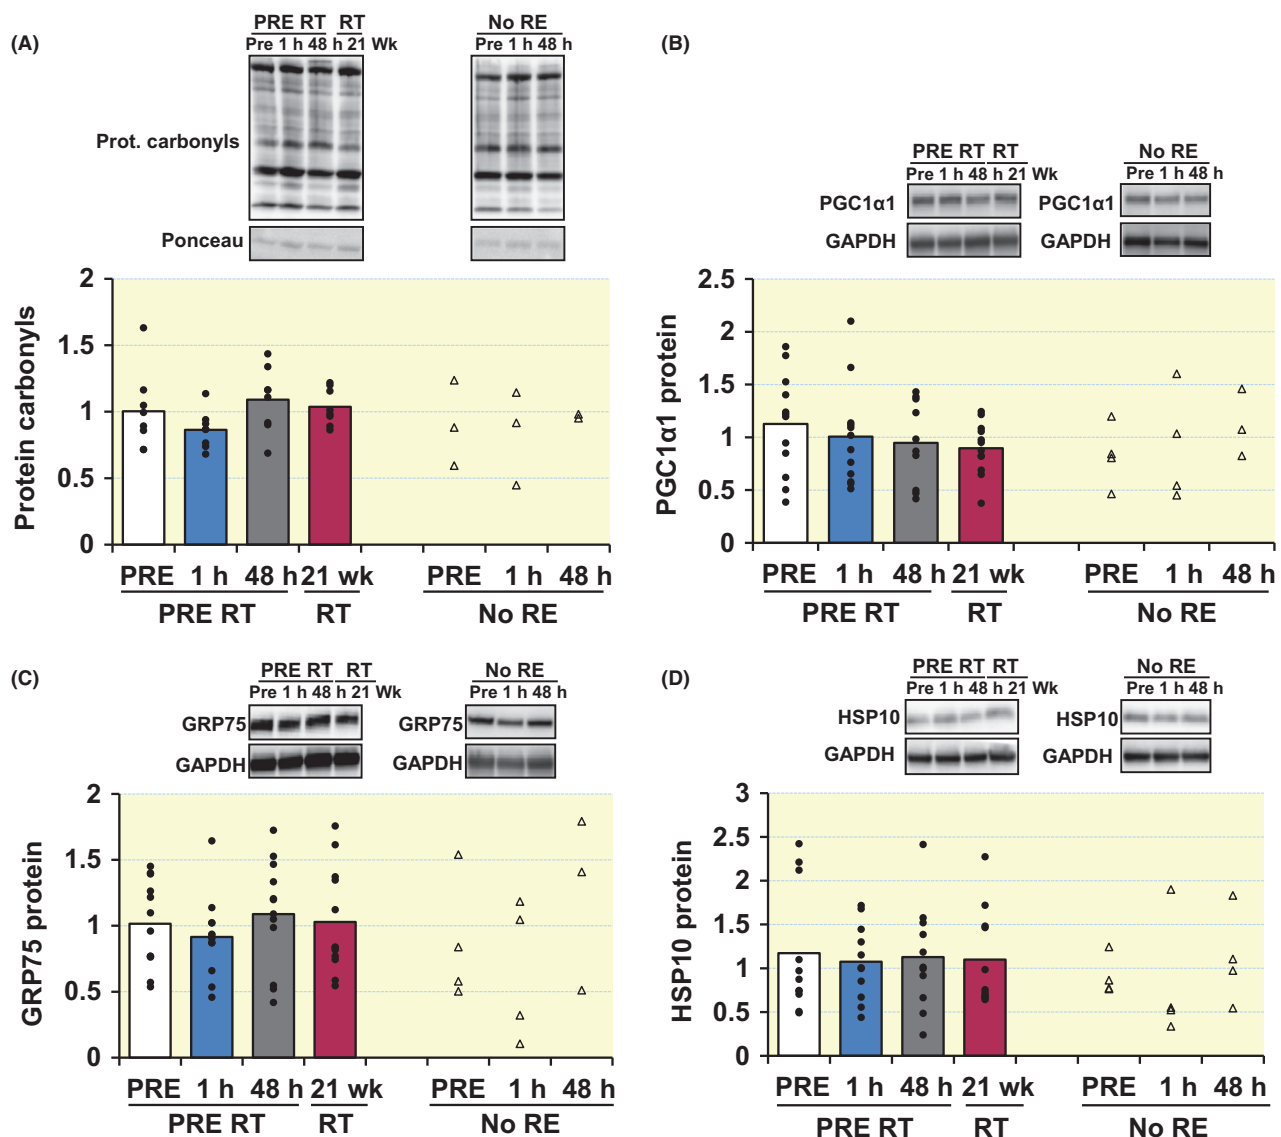 (A)
PRE RT RT
Pre 1 h 48 h 21 Wk
No RE
Pre 1 h 48 h
Prot. carbonyls
Ponceau
Protein carbonyls
2
1.5
1
0.5
0
PRE 1 h 48 h 21 wk
PRE 1 h 48 h
PRE RT RT
No RE
(B)
PRE RT RT
Pre 1 h 48 h 21 Wk
No RE
Pre 1 h 48 h
PGC1α1
PGC1α1
GAPDH
GAPDH
PGC1α1 protein
2.5
2
1.5
1
0.5
0
PRE 1 h 48 h 21 wk
PRE 1 h 48 h
PRE RT RT
No RE
(C)
PRE RT RT
Pre 1 h 48 h 21 Wk
No RE
Pre 1 h 48 h
GRP75
GRP75
GAPDH
GAPDH
GRP75 protein
2
1.5
1
0.5
0
PRE 1 h 48 h 21 wk
PRE 1 h 48 h
PRE RT RT
No RE
(D)
PRE RT RT
Pre 1 h 48 h 21 Wk
No RE
Pre 1 h 48 h
HSP10
HSP10
GAPDH
GAPDH
HSP10 protein
3
2.5
2
1.5
1
0.5
0
PRE 1 h 48 h 21 wk
PRE 1 h 48 h
PRE RT RT
No RE